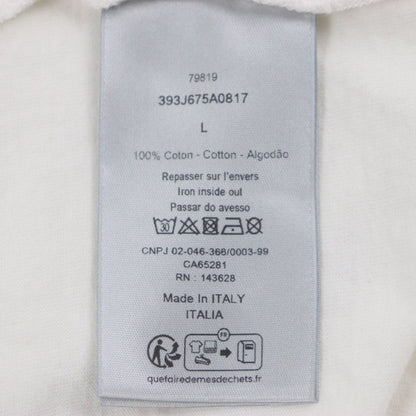 79819
393J675A0817
L
100% Coton - Cotton - Algodão
Repasser sur l'envers
Iron inside out
Passar do avesso
30
CNPJ 02-046-366/0003-99
CA65281
RN : 143628
Made In ITALY
ITALIA
FR
quefairedemesdechets.fr